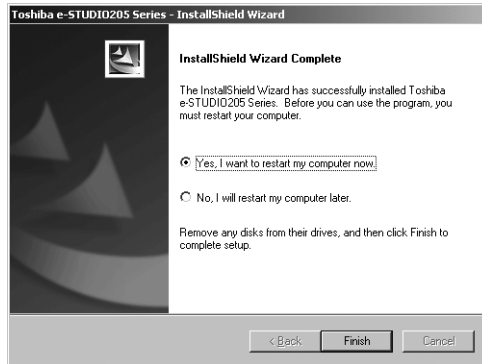 Toshiba e-STUDIO205 Series - InstallShield Wizard
InstallShield Wizard Complete
The InstallShield Wizard has successfully installed Toshiba
e-STUDIO205 Series. Before you can use the program, you
must restart your computer.
Yes, I want to restart my computer now.
No, I will restart my computer later.
Remove any disks from their drives, and then click Finish to
complete setup.
< Back Finish Cancel